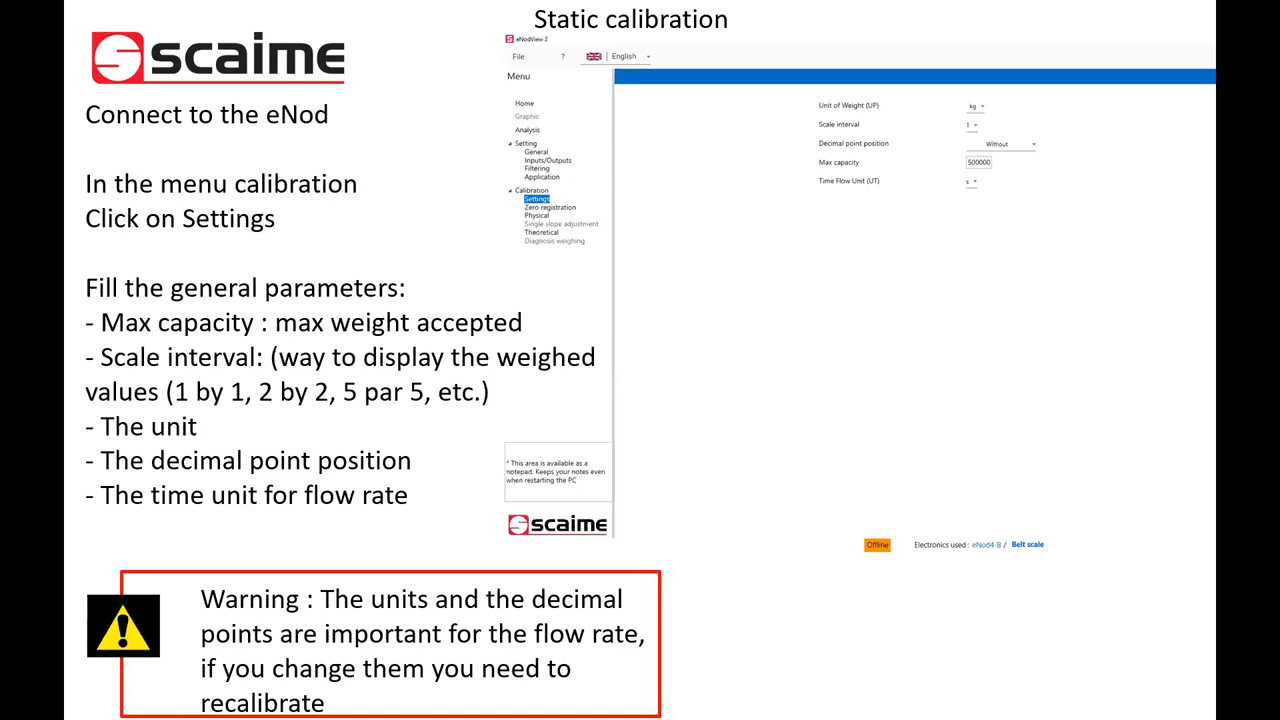 Static calibration
scaime
Connect to the eNod
In the menu calibration
Click on Settings
Fill the general parameters:
- Max capacity : max weight accepted
- Scale interval: (way to display the weighed
values (1 by 1, 2 by 2, 5 par 5, etc.)
- The unit
- The decimal point position
- The time unit for flow rate
Warning : The units and the decimal
points are important for the flow rate,
if you change them you need to
recalibrate
eNodView 2
File ? English
Menu
Home
Graphic
Analysis
Setting
General
Inputs/Outputs
Filtering
Application
Calibration
Settings
Zero registration
Physical
Single slope adjustment
Theoretical
Diagnosis weighing
* This area is available as a
notepad. Keeps your notes even
when restarting the PC
scaime
Unit of Weight (UP) kg
Scale interval 1
Decimal point position Without
Max capacity 500000
Time Flow Unit (UT) s
Offline Electronics used : eNod4-B / Belt scale